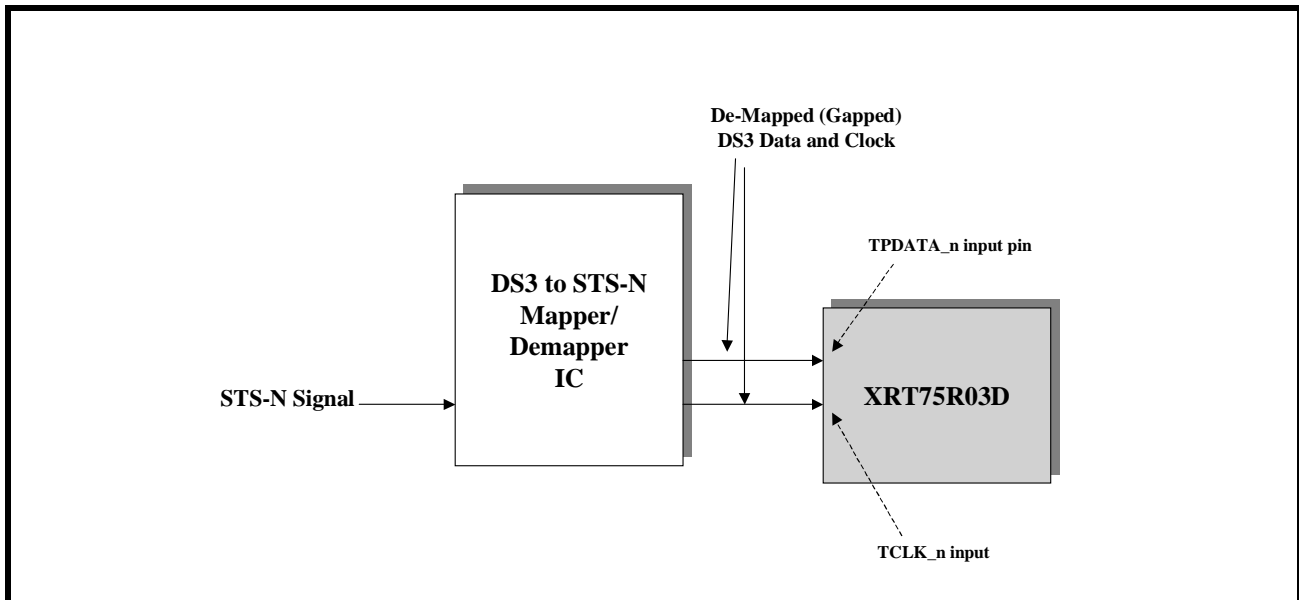 De-Mapped (Gapped)
DS3 Data and Clock
TPDATA_n input pin
DS3 to STS-N
Mapper/
Demapper
IC
STS-N Signal
XRT75R03D
TCLK_n input